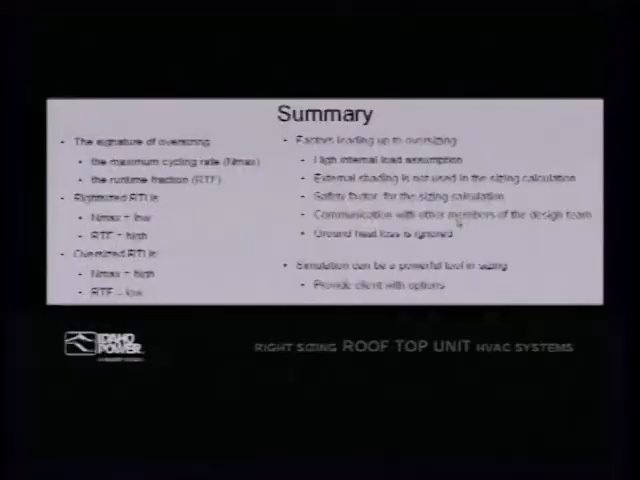 Summary
The signature of oversizing
the maximum cycling rate (Nmax)
the runtime fraction (RTF)
Rightsized RTUs
Nmax = low
RTF = high
Oversized RTUs
Nmax = high
RTF = low
Factors leading up to oversizing
High internal load assumption
External shading is not used in the sizing calculation
Safety factor for the sizing calculation
Communication with other members of the design team
Ground heat loss is ignored
Simulation can be a powerful tool in sizing
Provide client with options
IDAHO
POWER
RIGHT SIZING ROOF TOP UNIT HVAC SYSTEMS